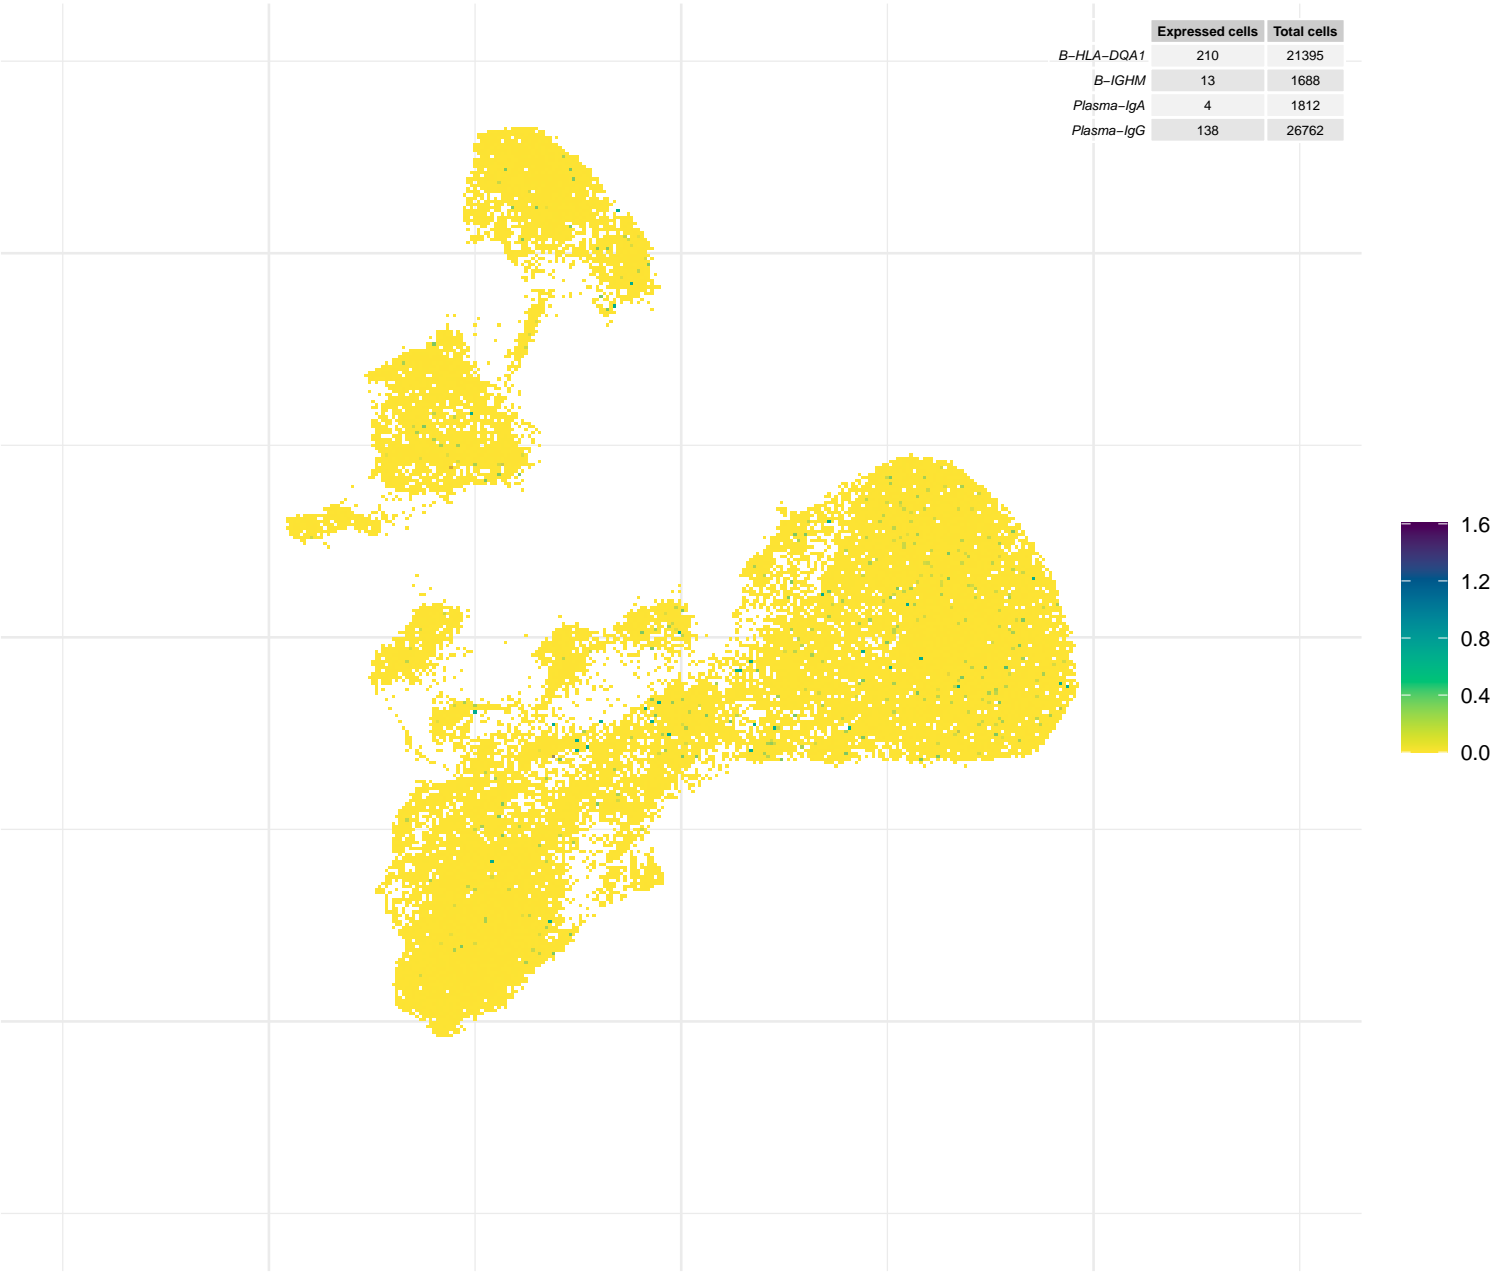 Expressed cells Total cells
B−HLA−DQA1 210 21395
B−IGHM 13 1688
Plasma−IgA 4 1812
Plasma−IgG 138 26762
1.6
1.2
0.8
0.4
0.0